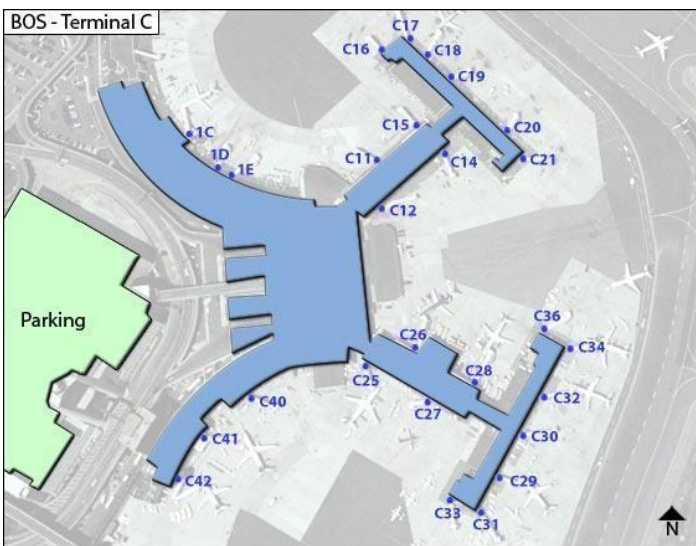 BOS - Terminal C
C17
C16
C18
C19
1C
C15
C20
1D
1E
C11
C14
C21
C12
Parking
C36
C26
C34
C28
C25
C32
C40
C27
C30
C41
C42
C29
C33
C31
N